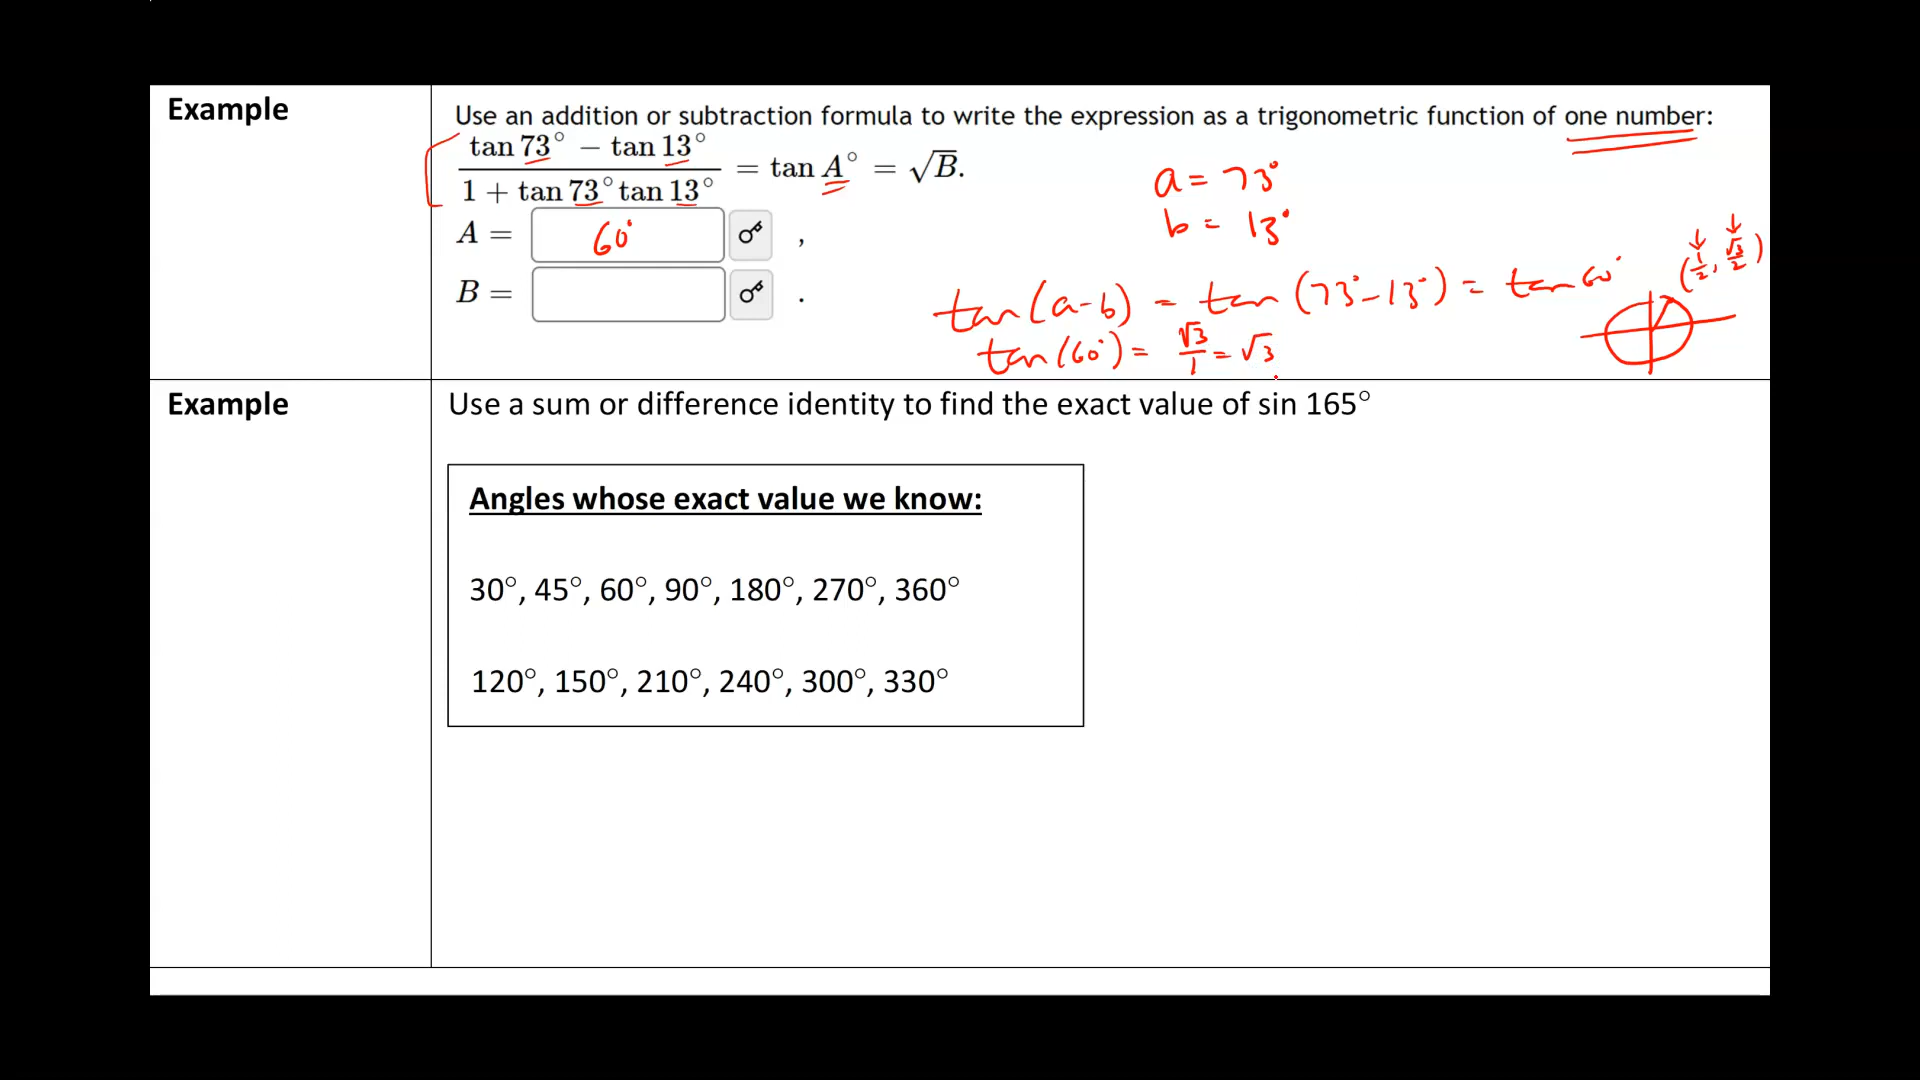 Example
Use an addition or subtraction formula to write the expression as a trigonometric function of one number:
tan 73° − tan 13°
1 + tan 73° tan 13°
= tan A° = √B.
a = 73°
b = 13°
A = 60° ,
B = .
(1/2, √3/2)
tan(a-b) = tan(73°-13°) = tan 60°
tan(60°) = √3/1 = √3
Example
Use a sum or difference identity to find the exact value of sin 165°
Angles whose exact value we know:
30°, 45°, 60°, 90°, 180°, 270°, 360°
120°, 150°, 210°, 240°, 300°, 330°